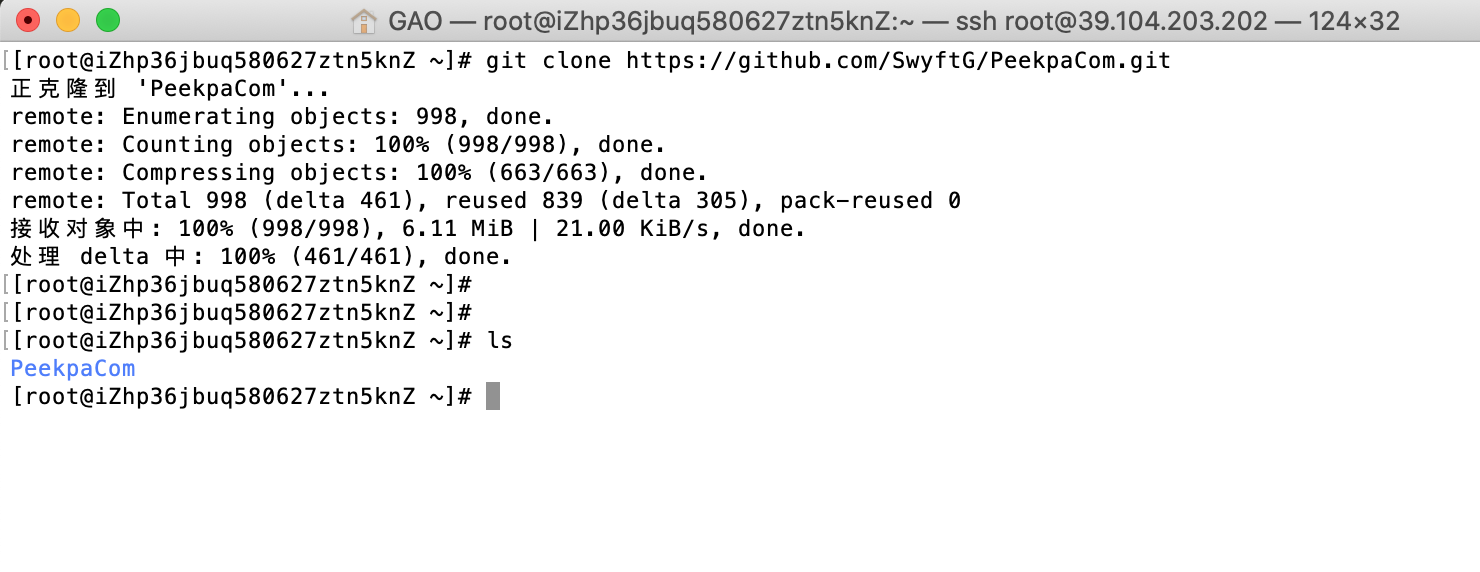 GAO — root@iZhp36jbuq580627ztn5knZ:~ — ssh root@39.104.203.202 — 124×32
[[root@iZhp36jbuq580627ztn5knZ ~]# git clone https://github.com/SwyftG/PeekpaCom.git
正克隆到 'PeekpaCom'...
remote: Enumerating objects: 998, done.
remote: Counting objects: 100% (998/998), done.
remote: Compressing objects: 100% (663/663), done.
remote: Total 998 (delta 461), reused 839 (delta 305), pack-reused 0
接收对象中: 100% (998/998), 6.11 MiB | 21.00 KiB/s, done.
处理 delta 中: 100% (461/461), done.
[[root@iZhp36jbuq580627ztn5knZ ~]#
[[root@iZhp36jbuq580627ztn5knZ ~]#
[[root@iZhp36jbuq580627ztn5knZ ~]# ls
PeekpaCom
[root@iZhp36jbuq580627ztn5knZ ~]#